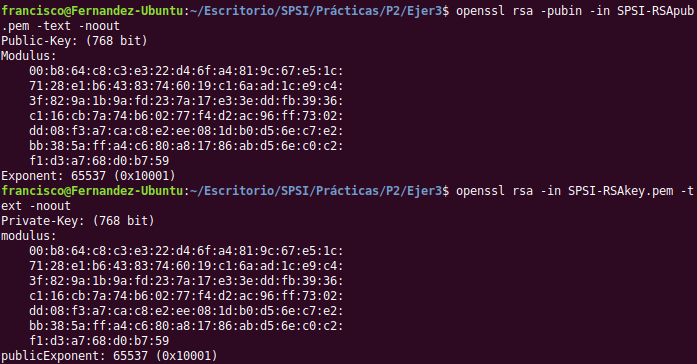 francisco@Fernandez-Ubuntu:~/Escritorio/SPSI/Prácticas/P2/Ejer3$ openssl rsa -pubin -in SPSI-RSApub
.pem -text -noout
Public-Key: (768 bit)
Modulus:
    00:b8:64:c8:c3:e3:22:d4:6f:a4:81:9c:67:e5:1c:
    71:28:e1:b6:43:83:74:60:19:c1:6a:ad:1c:e9:c4:
    3f:82:9a:1b:9a:fd:23:7a:17:e3:3e:dd:fb:39:36:
    c1:16:cb:7a:74:b6:02:77:f4:d2:ac:96:ff:73:02:
    dd:08:f3:a7:ca:c8:e2:ee:08:1d:b0:d5:6e:c7:e2:
    bb:38:5a:ff:a4:c6:80:a8:17:86:ab:d5:6e:c0:c2:
    f1:d3:a7:68:d0:b7:59
Exponent: 65537 (0x10001)
francisco@Fernandez-Ubuntu:~/Escritorio/SPSI/Prácticas/P2/Ejer3$ openssl rsa -in SPSI-RSAkey.pem -t
ext -noout
Private-Key: (768 bit)
modulus:
    00:b8:64:c8:c3:e3:22:d4:6f:a4:81:9c:67:e5:1c:
    71:28:e1:b6:43:83:74:60:19:c1:6a:ad:1c:e9:c4:
    3f:82:9a:1b:9a:fd:23:7a:17:e3:3e:dd:fb:39:36:
    c1:16:cb:7a:74:b6:02:77:f4:d2:ac:96:ff:73:02:
    dd:08:f3:a7:ca:c8:e2:ee:08:1d:b0:d5:6e:c7:e2:
    bb:38:5a:ff:a4:c6:80:a8:17:86:ab:d5:6e:c0:c2:
    f1:d3:a7:68:d0:b7:59
publicExponent: 65537 (0x10001)